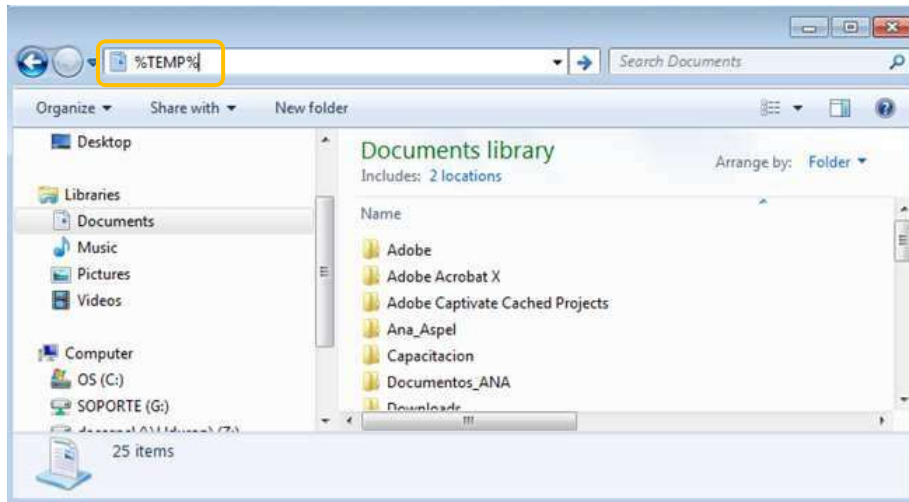 %TEMP%
Search Documents
Organize Share with New folder
Desktop
Libraries
Documents
Music
Pictures
Videos
Computer
OS (C:)
SOPORTE (G:)
Documents library
Includes: 2 locations
Arrange by: Folder
Name
Adobe
Adobe Acrobat X
Adobe Captivate Cached Projects
Ana_Aspel
Capacitacion
Documentos_ANA
Downloads
25 items